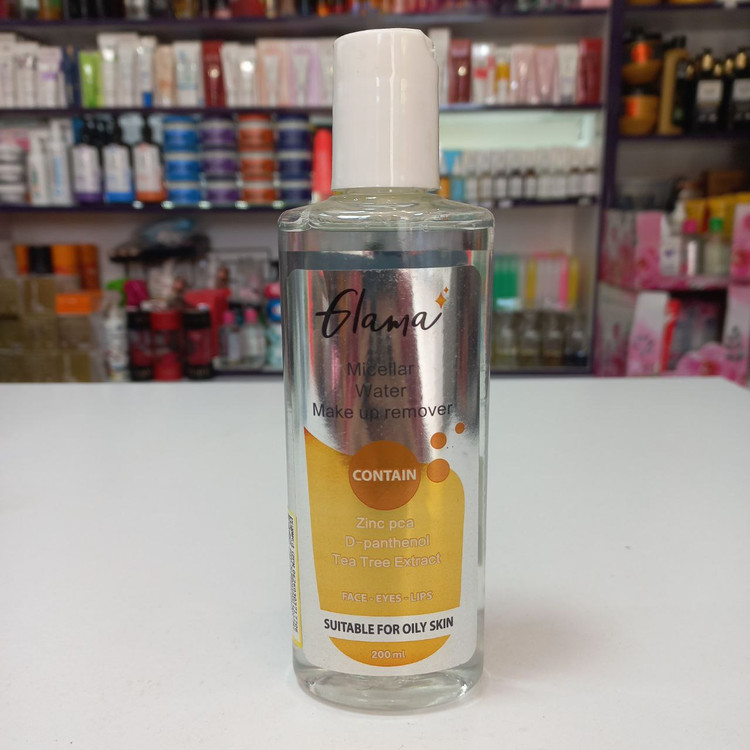 Glama
Micellar
Water
Make up remover
CONTAIN
Zinc pca
D-panthenol
Tea Tree Extract
FACE - EYES - LIPS
SUITABLE FOR OILY SKIN
200 ml